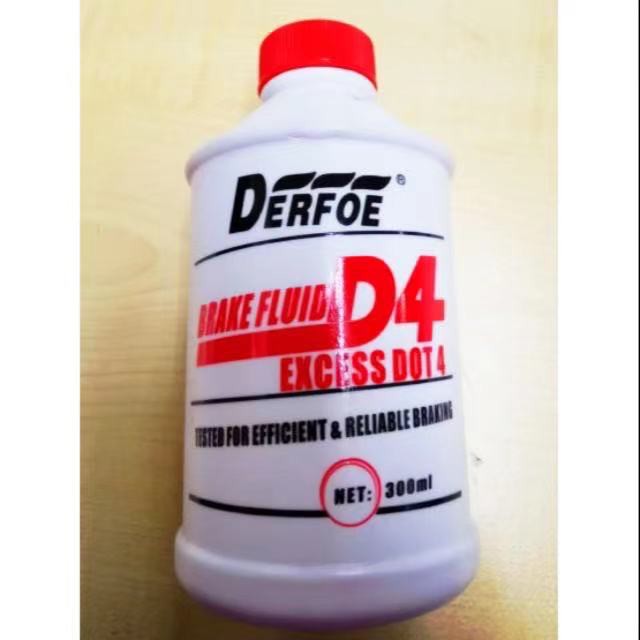 DERFOE®
BRAKE FLUID D4
EXCESS DOT 4
TESTED FOR EFFICIENT & RELIABLE BRAKING
NET: 300ml